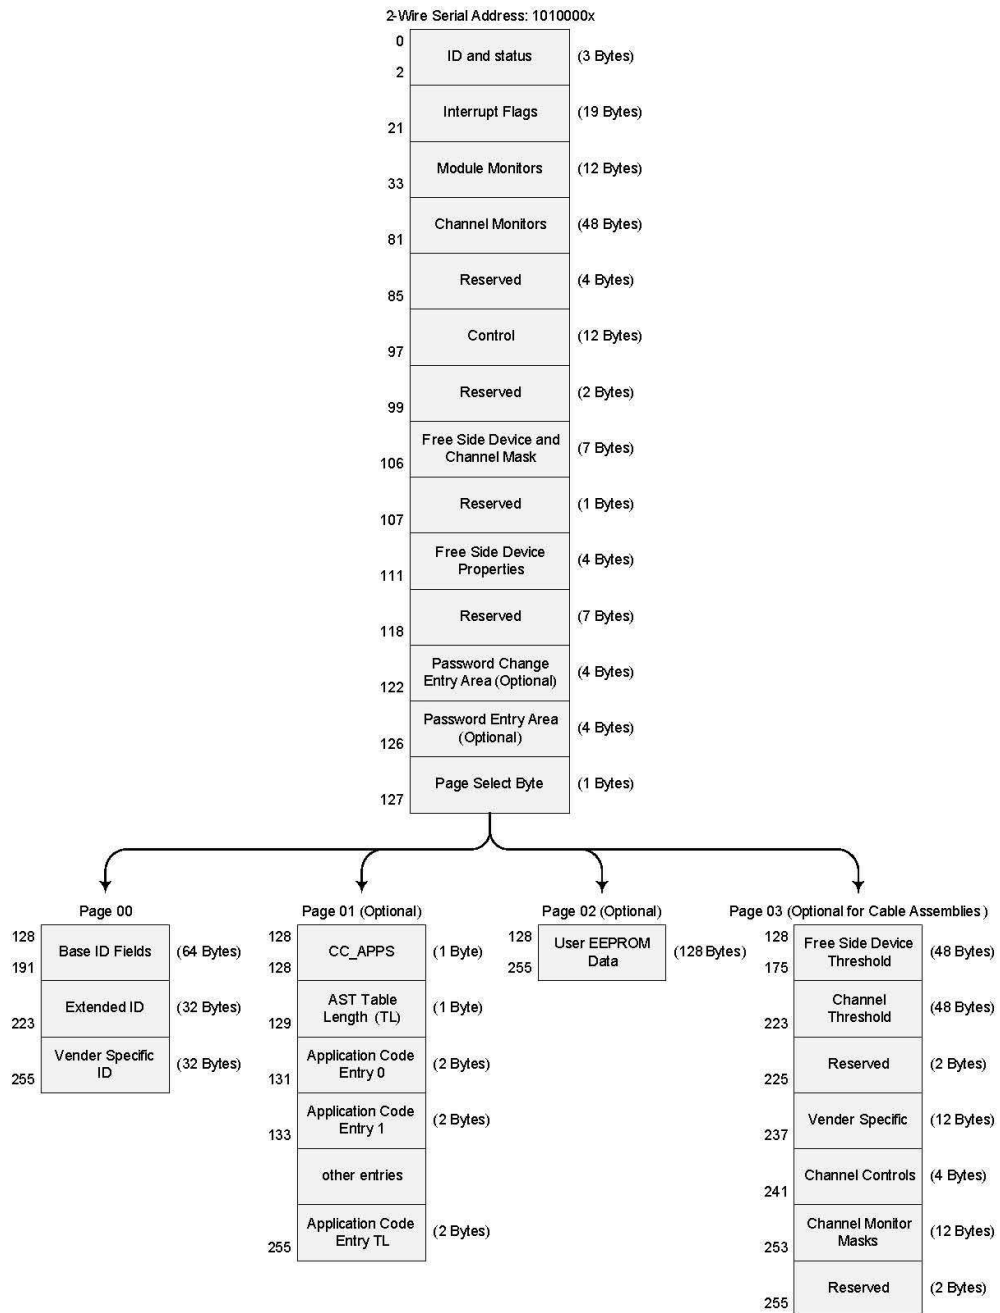 2-Wire Serial Address: 1010000x
0
ID and status (3 Bytes)
2
Interrupt Flags (19 Bytes)
21
Module Monitors (12 Bytes)
33
Channel Monitors (48 Bytes)
81
Reserved (4 Bytes)
85
Control (12 Bytes)
97
Reserved (2 Bytes)
99
Free Side Device and
Channel Mask (7 Bytes)
106
Reserved (1 Bytes)
107
Free Side Device
Properties (4 Bytes)
111
Reserved (7 Bytes)
118
Password Change
Entry Area (Optional) (4 Bytes)
122
Password Entry Area
(Optional) (4 Bytes)
126
Page Select Byte (1 Bytes)
127
Page 00
128
Base ID Fields (64 Bytes)
191
Extended ID (32 Bytes)
223
Vender Specific
ID (32 Bytes)
255
Page 01 (Optional)
128
CC_APPS (1 Byte)
128
AST Table
Length (TL) (1 Byte)
129
Application Code
Entry 0 (2 Bytes)
131
Application Code
Entry 1 (2 Bytes)
133
other entries
Application Code
Entry TL (2 Bytes)
255
Page 02 (Optional)
128
User EEPROM
Data (128 Bytes)
255
Page 03 (Optional for Cable Assemblies )
128
Free Side Device
Threshold (48 Bytes)
175
Channel
Threshold (48 Bytes)
223
Reserved (2 Bytes)
225
Vender Specific (12 Bytes)
237
Channel Controls (4 Bytes)
241
Channel Monitor
Masks (12 Bytes)
253
Reserved (2 Bytes)
255